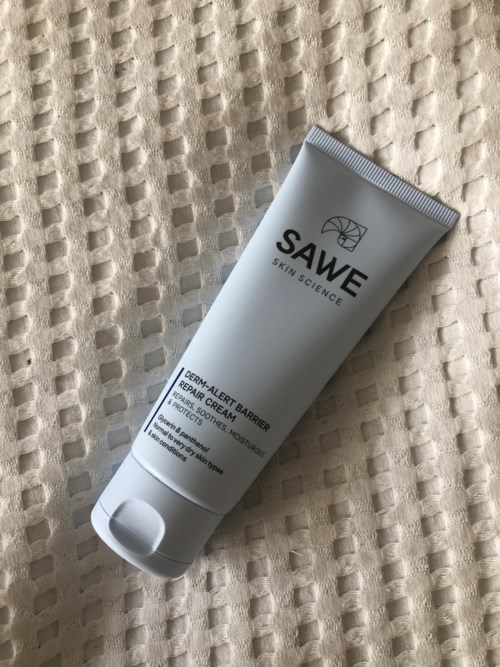 SAWE
SKIN SCIENCE
DERM-ALERT BARRIER
REPAIR CREAM
REPAIRS, SOOTHES, MOISTURISES
& PROTECTS
Glycerin & panthenol
Normal to very dry skin types
& skin conditions